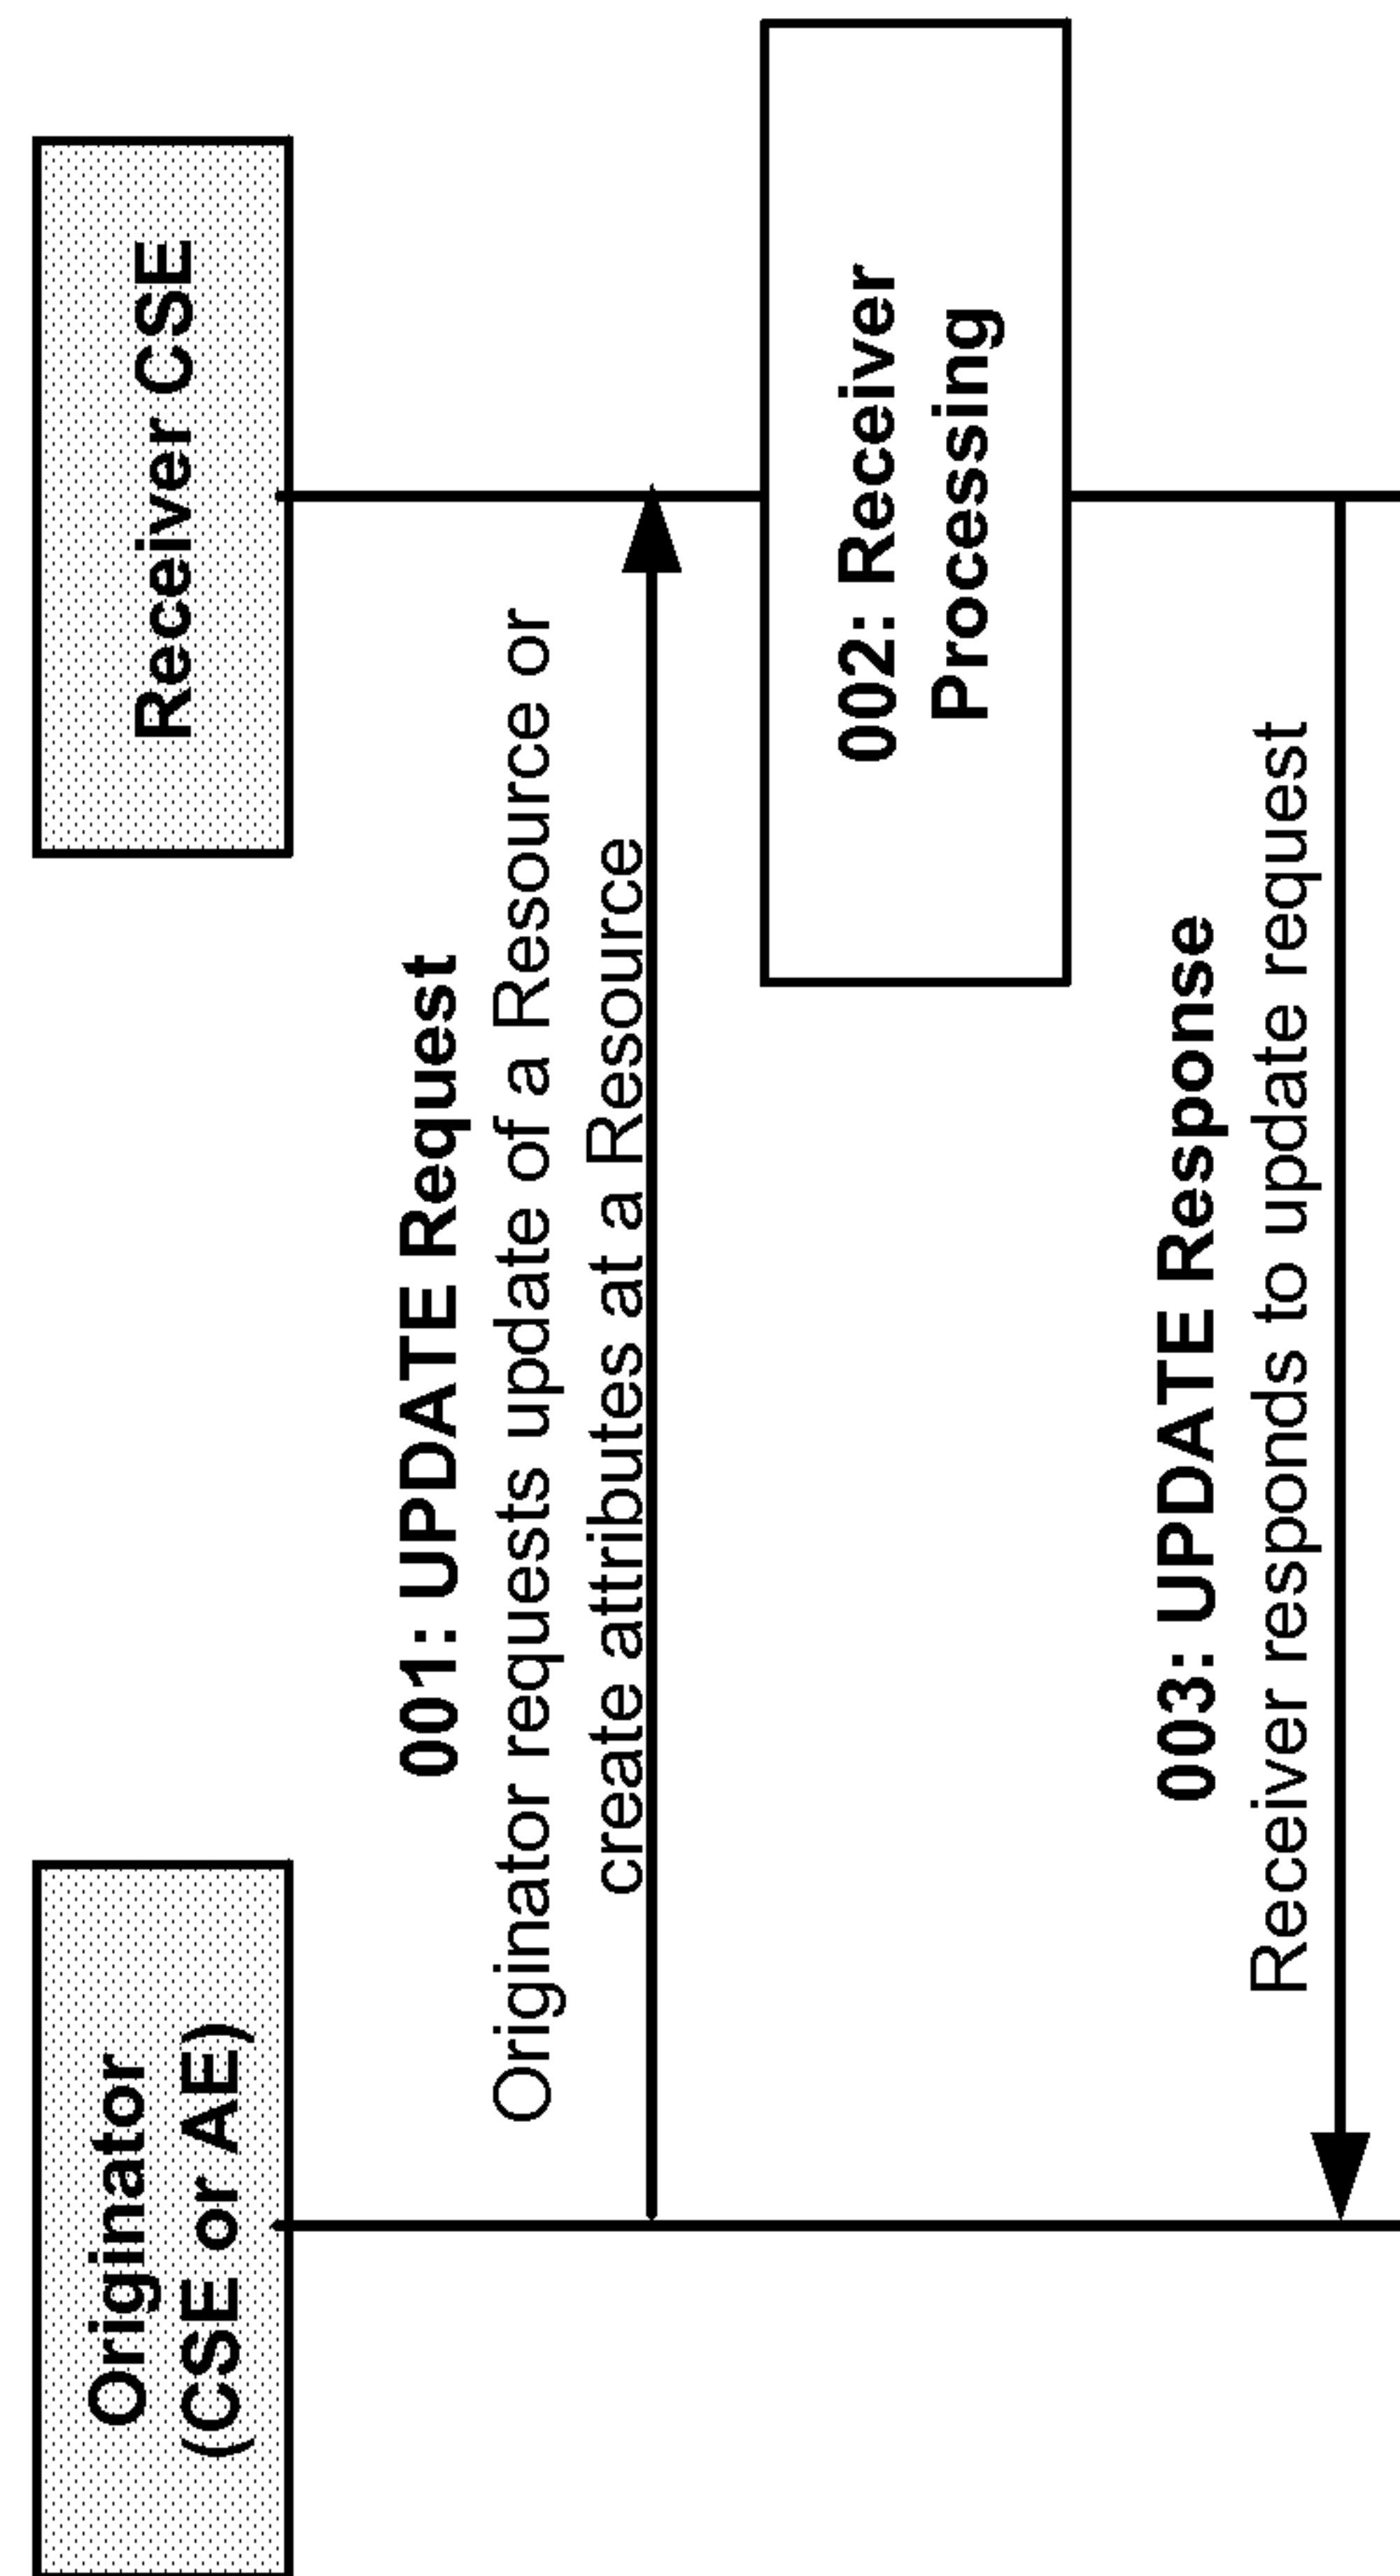 Originator
(CSE or AE)
Receiver CSE
001: UPDATE Request
Originator requests update of a Resource or
create attributes at a Resource
002: Receiver
Processing
003: UPDATE Response
Receiver responds to update request